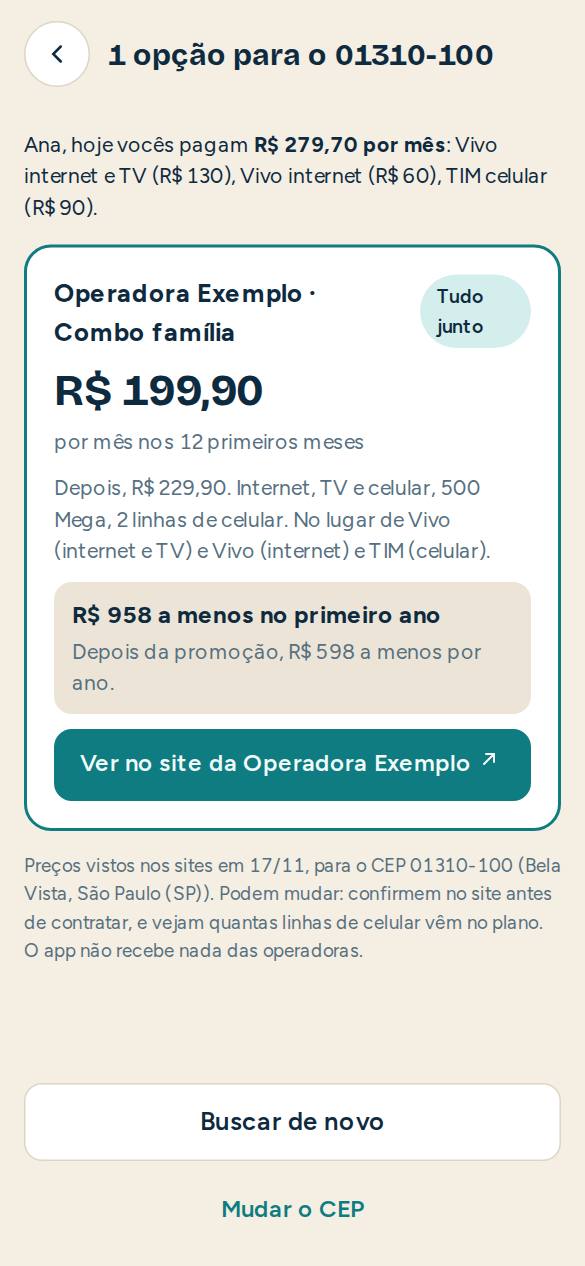 1 opção para o 01310-100
Ana, hoje vocês pagam R$ 279,70 por mês: Vivo
internet e TV (R$ 130), Vivo internet (R$ 60), TIM celular
(R$ 90).
Operadora Exemplo ·
Combo família
Tudo
junto
R$ 199,90
por mês nos 12 primeiros meses
Depois, R$ 229,90. Internet, TV e celular, 500
Mega, 2 linhas de celular. No lugar de Vivo
(internet e TV) e Vivo (internet) e TIM (celular).
R$ 958 a menos no primeiro ano
Depois da promoção, R$ 598 a menos por
ano.
Ver no site da Operadora Exemplo
Preços vistos nos sites em 17/11, para o CEP 01310-100 (Bela
Vista, São Paulo (SP)). Podem mudar: confirmem no site antes
de contratar, e vejam quantas linhas de celular vêm no plano.
O app não recebe nada das operadoras.
Buscar de novo
Mudar o CEP